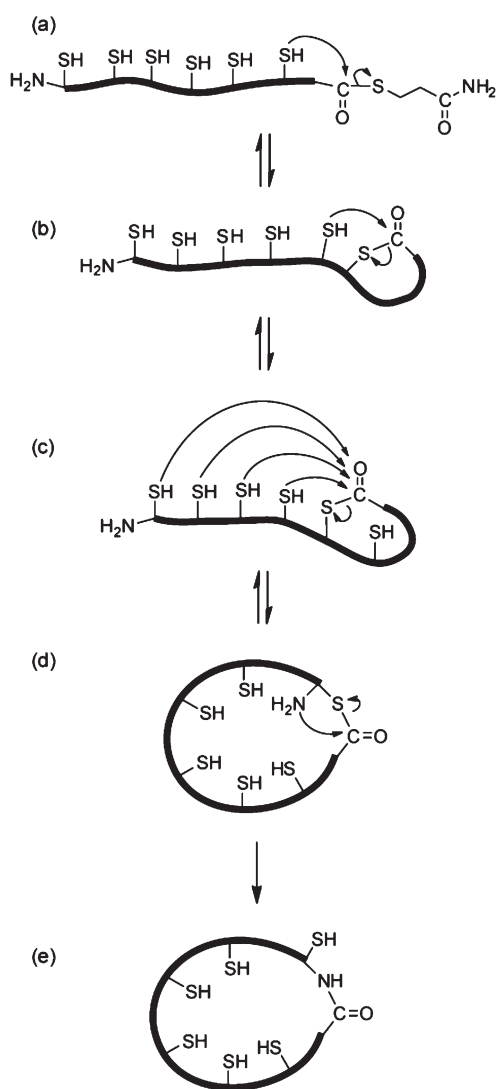 (a)
SH SH SH SH SH SH
H₂N C S NH₂
O C
O
(b)
O
SH SH SH SH SH C
H₂N S
(c)
O
SH SH SH SH C
H₂N S SH
(d)
SH H₂N S
SH C=O
SH SH HS
(e)
SH
SH NH
SH C=O
SH SH HS